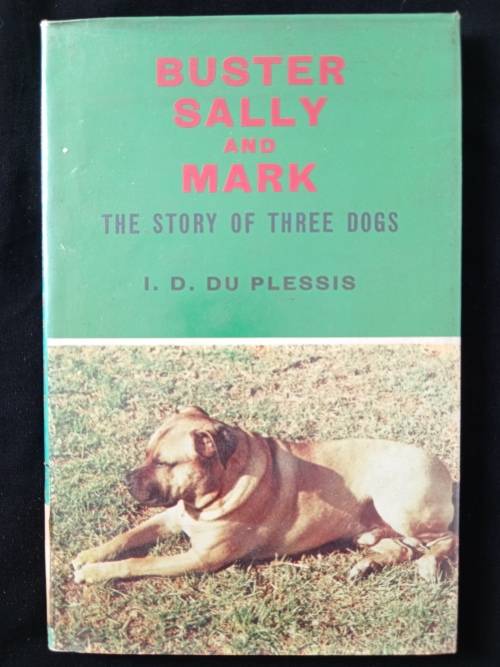 BUSTER
SALLY
AND
MARK
THE STORY OF THREE DOGS
I. D. DU PLESSIS